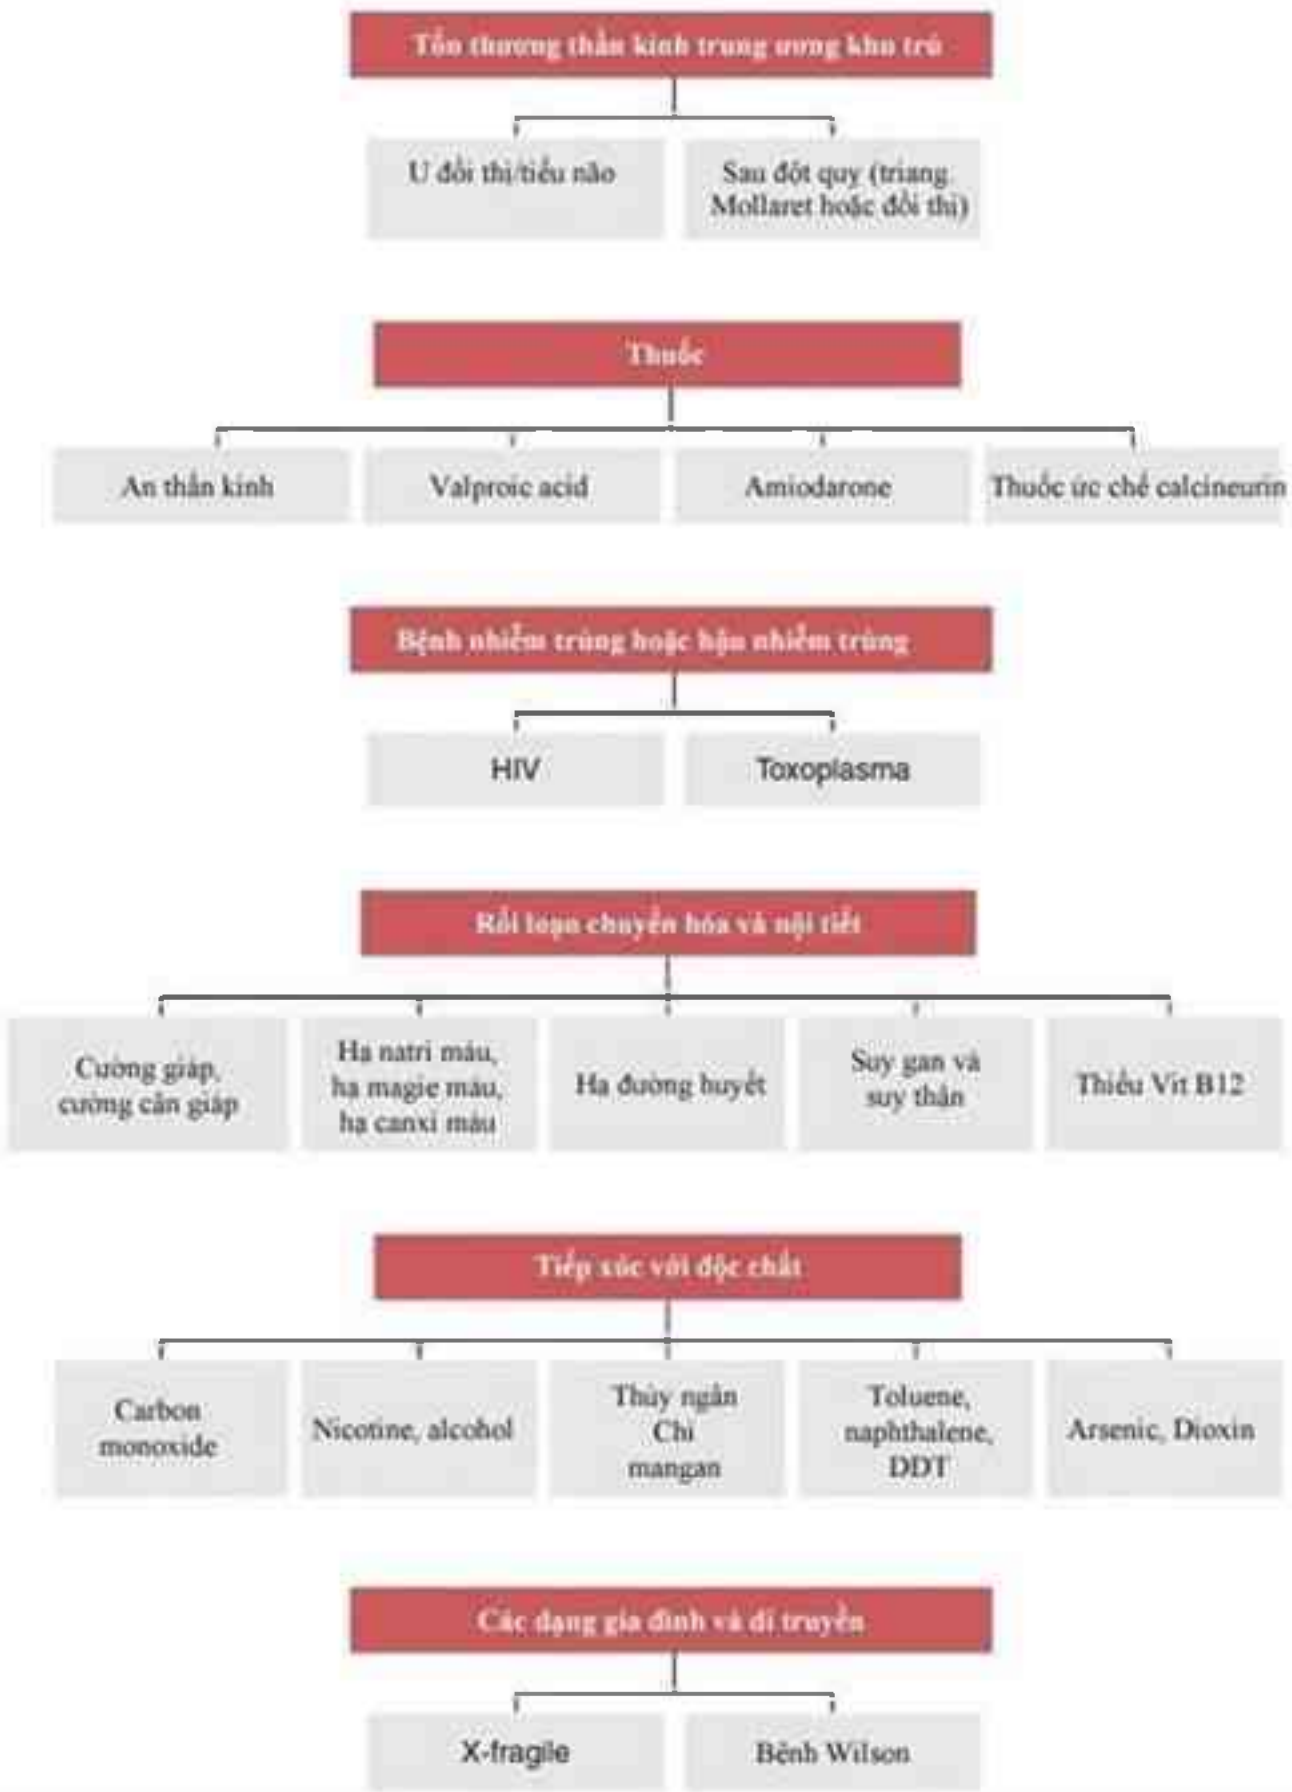 Tổn thương thần kinh trung ương khu trú
U đồi thị/tiểu não
Sau đột quỵ (triang.
Mollaret hoặc đồi thị)
Thuốc
An thần kinh
Valproic acid
Amiodarone
Thuốc ức chế calcineurin
Bệnh nhiễm trùng hoặc hậu nhiễm trùng
HIV
Toxoplasma
Rối loạn chuyển hóa và nội tiết
Cường giáp,
cường cận giáp
Hạ natri máu,
hạ magie máu,
hạ canxi máu
Hạ đường huyết
Suy gan và
suy thận
Thiếu Vit B12
Tiếp xúc với độc chất
Carbon
monoxide
Nicotine, alcohol
Thủy ngân
Chì
mangan
Toluene,
naphthalene,
DDT
Arsenic, Dioxin
Các dạng gia đình và di truyền
X-fragile
Bệnh Wilson